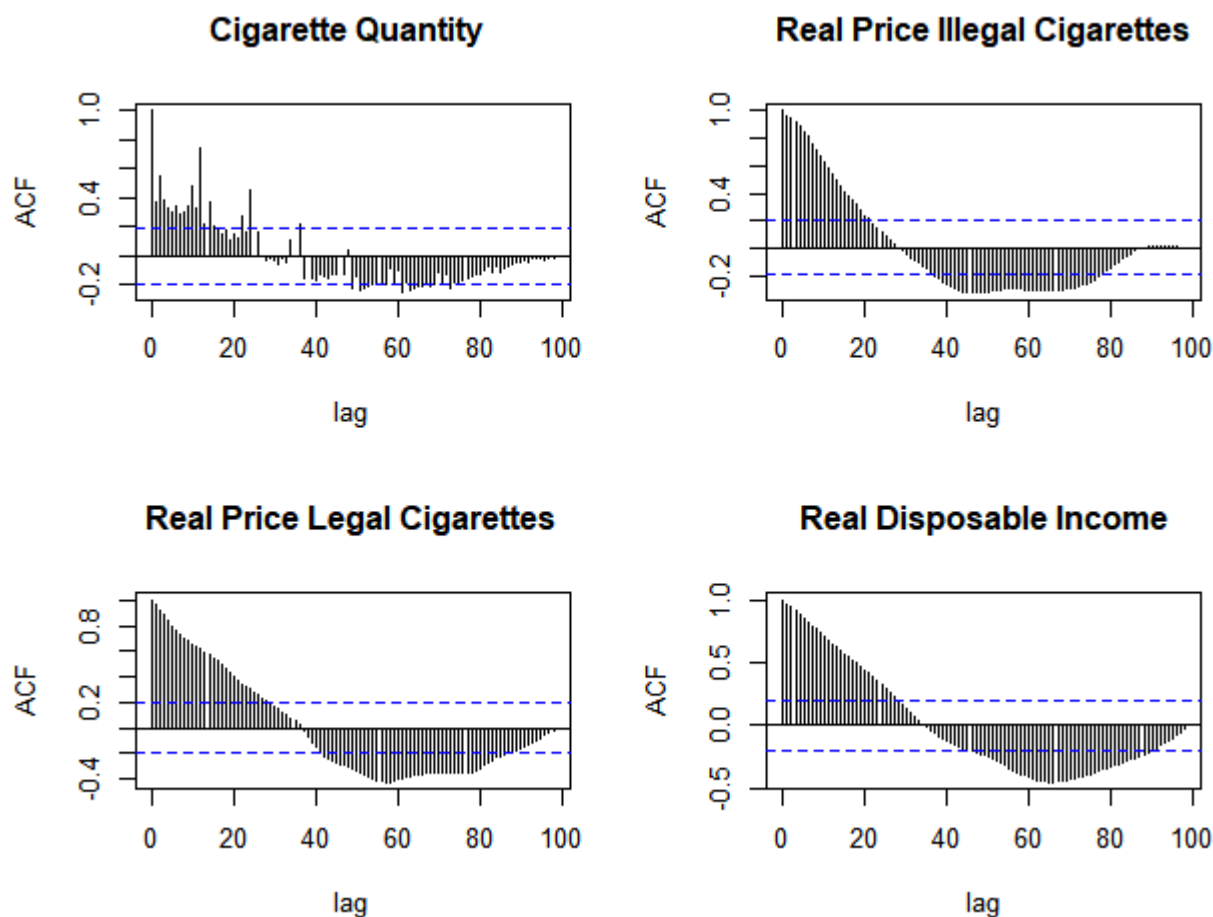 Cigarette Quantity
ACF
1.0
0.4
-0.2
0 20 40 60 80 100
lag
Real Price Illegal Cigarettes
ACF
1.0
0.4
-0.2
0 20 40 60 80 100
lag
Real Price Legal Cigarettes
ACF
0.8
0.2
-0.4
0 20 40 60 80 100
lag
Real Disposable Income
ACF
1.0
0.5
0.0
-0.5
0 20 40 60 80 100
lag